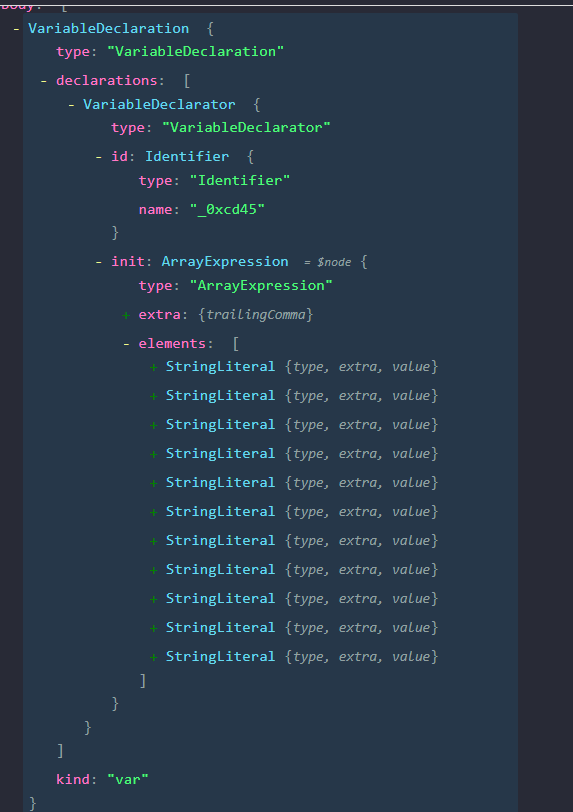 body: [
- VariableDeclaration {
type: "VariableDeclaration"
- declarations: [
- VariableDeclarator {
type: "VariableDeclarator"
- id: Identifier {
type: "Identifier"
name: "_0xcd45"
}
- init: ArrayExpression = $node {
type: "ArrayExpression"
+ extra: {trailingComma}
- elements: [
+ StringLiteral {type, extra, value}
+ StringLiteral {type, extra, value}
+ StringLiteral {type, extra, value}
+ StringLiteral {type, extra, value}
+ StringLiteral {type, extra, value}
+ StringLiteral {type, extra, value}
+ StringLiteral {type, extra, value}
+ StringLiteral {type, extra, value}
+ StringLiteral {type, extra, value}
+ StringLiteral {type, extra, value}
+ StringLiteral {type, extra, value}
]
}
}
]
kind: "var"
}